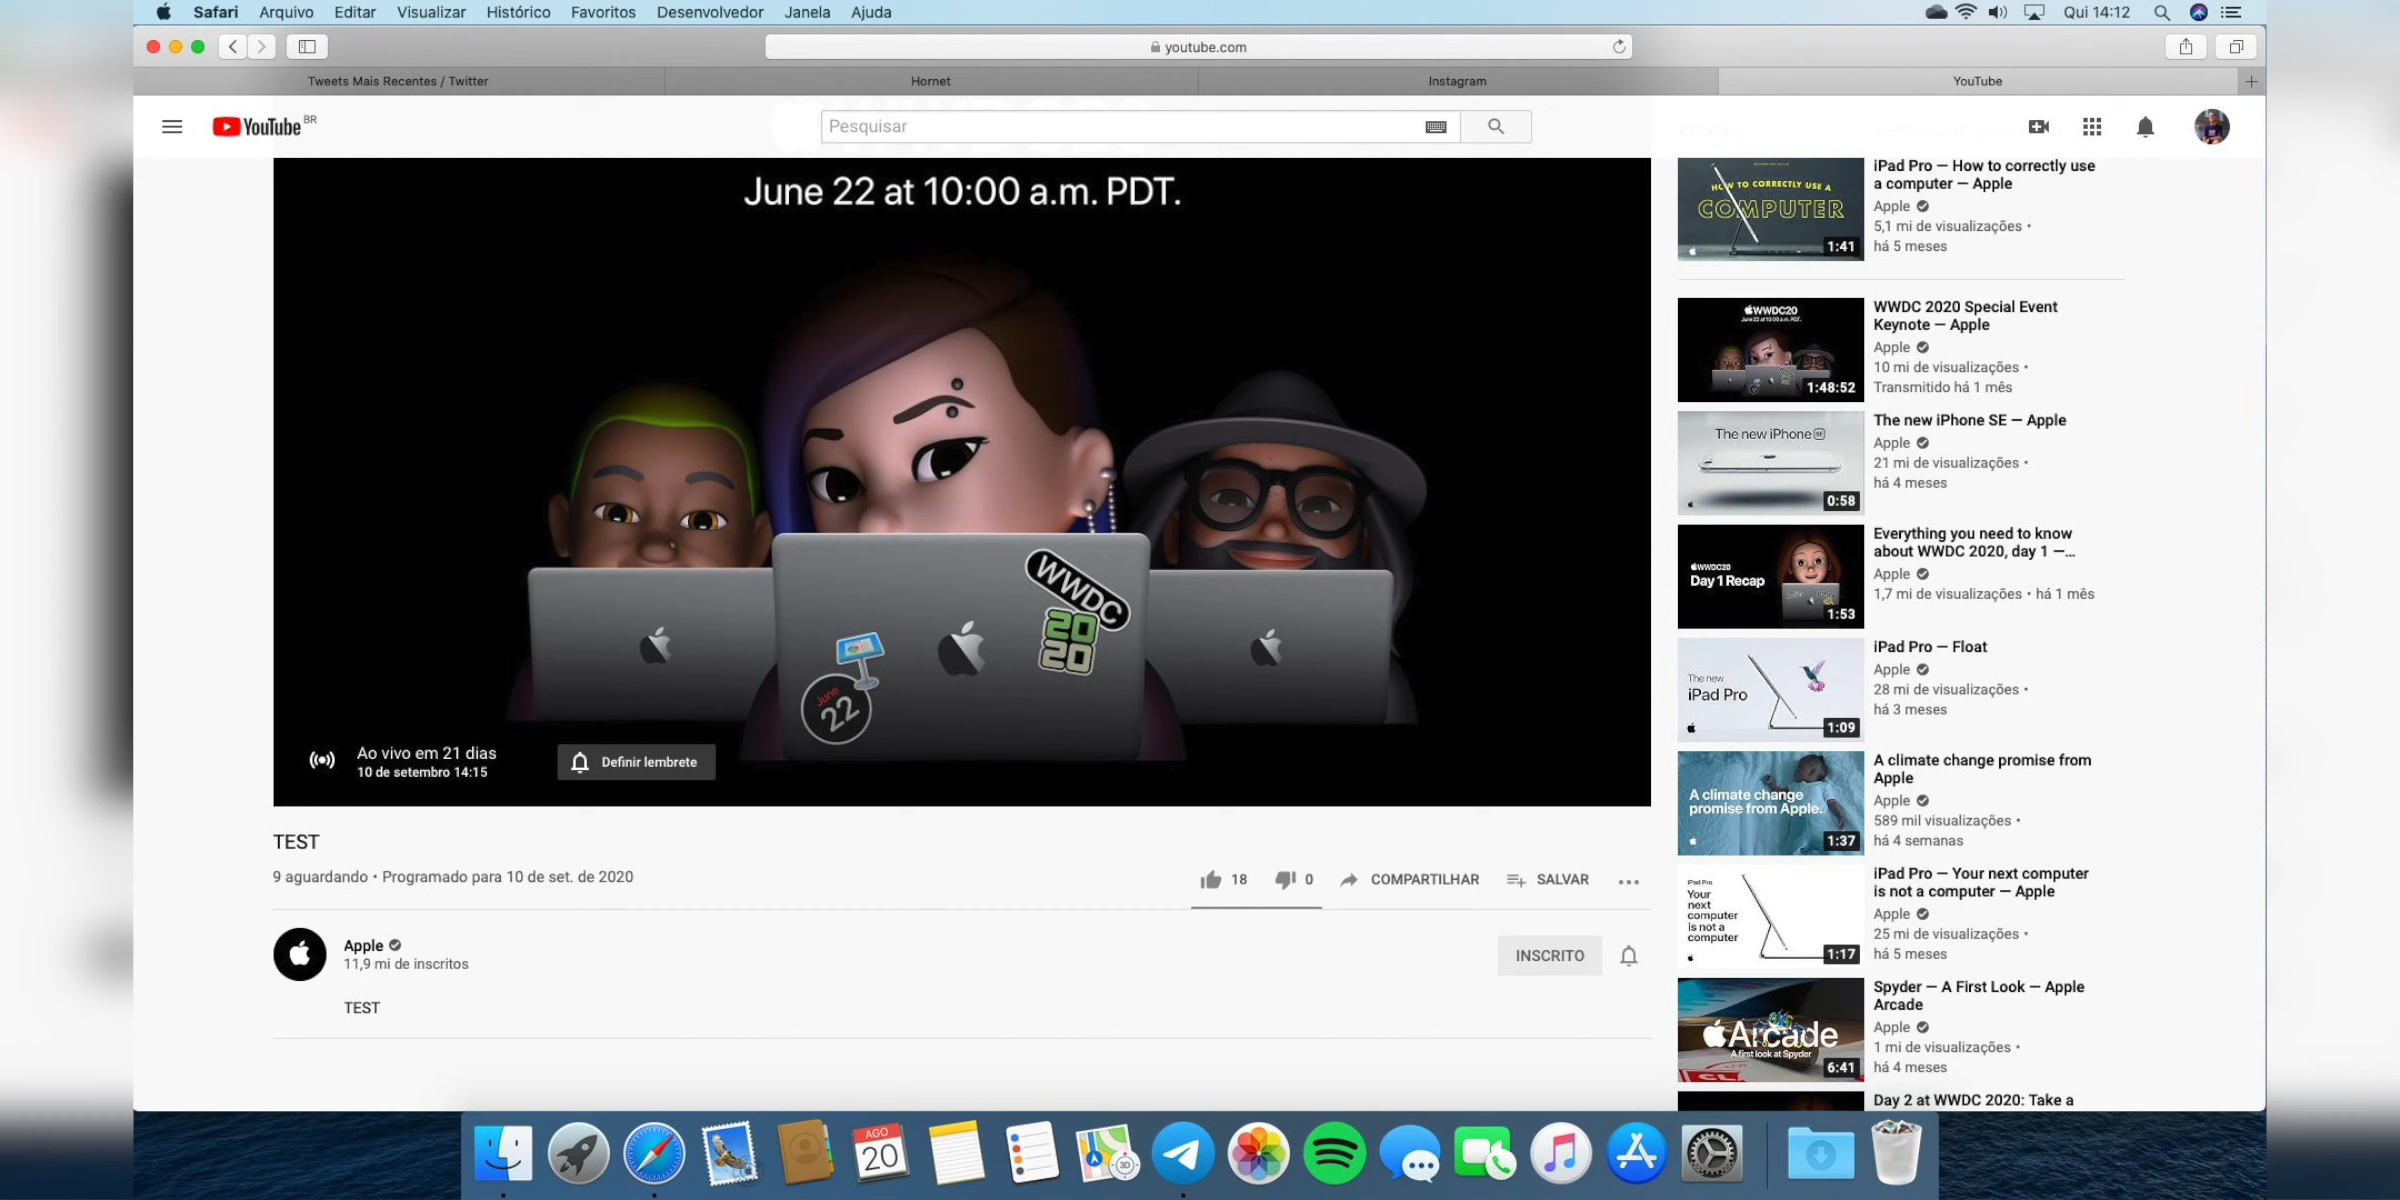 Safari Arquivo Editar Visualizar Histórico Favoritos Desenvolvedor Janela Ajuda
Qui 14:12
youtube.com
Tweets Mais Recentes / Twitter
Hornet
Instagram
YouTube
YouTube BR
Pesquisar
June 22 at 10:00 a.m. PDT.
WWDC
20
20
June
22
Ao vivo em 21 dias
10 de setembro 14:15
Definir lembrete
TEST
9 aguardando • Programado para 10 de set. de 2020
18
0
COMPARTILHAR
SALVAR
Apple
11,9 mi de inscritos
INSCRITO
TEST
HOW TO CORRECTLY USE A
COMPUTER
1:41
iPad Pro — How to correctly use
a computer — Apple
Apple
5,1 mi de visualizações •
há 5 meses
WWDC20
June 22 at 10:00 a.m. PDT.
1:48:52
WWDC 2020 Special Event
Keynote — Apple
Apple
10 mi de visualizações •
Transmitido há 1 mês
The new iPhone SE
0:58
The new iPhone SE — Apple
Apple
21 mi de visualizações •
há 4 meses
WWDC20
Day 1 Recap
1:53
Everything you need to know
about WWDC 2020, day 1 —...
Apple
1,7 mi de visualizações • há 1 mês
The new
iPad Pro
1:09
iPad Pro — Float
Apple
28 mi de visualizações •
há 3 meses
A climate change
promise from Apple.
1:37
A climate change promise from
Apple
Apple
589 mil visualizações •
há 4 semanas
iPad Pro
Your
next
computer
is not a
computer
1:17
iPad Pro — Your next computer
is not a computer — Apple
Apple
25 mi de visualizações •
há 5 meses
Arcade
A first look at Spyder
6:41
Spyder — A First Look — Apple
Arcade
Apple
1 mi de visualizações •
há 4 meses
Day 2 at WWDC 2020: Take a
AGO
20
3D